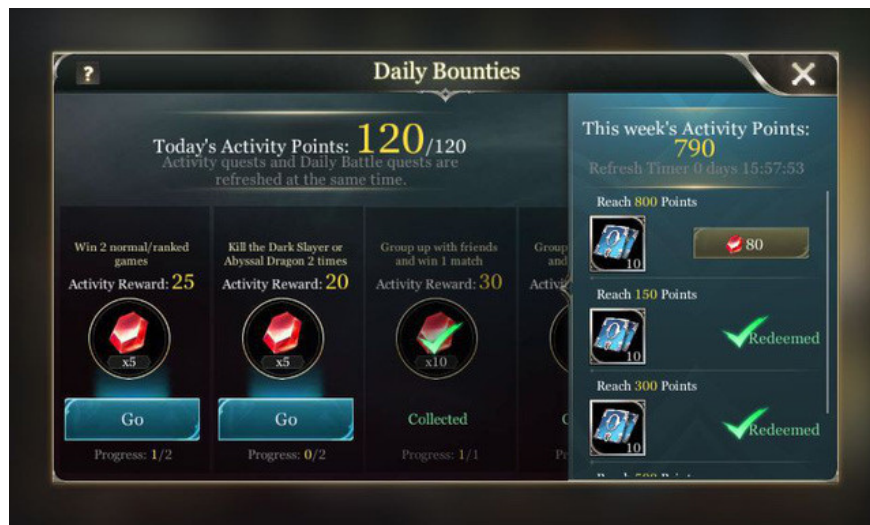 ?
Daily Bounties
Today's Activity Points: 120/120
Activity quests and Daily Battle quests are
refreshed at the same time.
Win 2 normal/ranked
games
Activity Reward: 25
x5
Go
Progress: 1/2
Kill the Dark Slayer or
Abyssal Dragon 2 times
Activity Reward: 20
x5
Go
Progress: 0/2
Group up with friends
and win 1 match
Activity Reward: 30
x10
Collected
Progress: 1/1
Group
and
This week's Activity Points:
790
Refresh Timer 0 days 15:57:53
Reach 800 Points
10
80
Reach 150 Points
10
Redeemed
Reach 300 Points
10
Redeemed